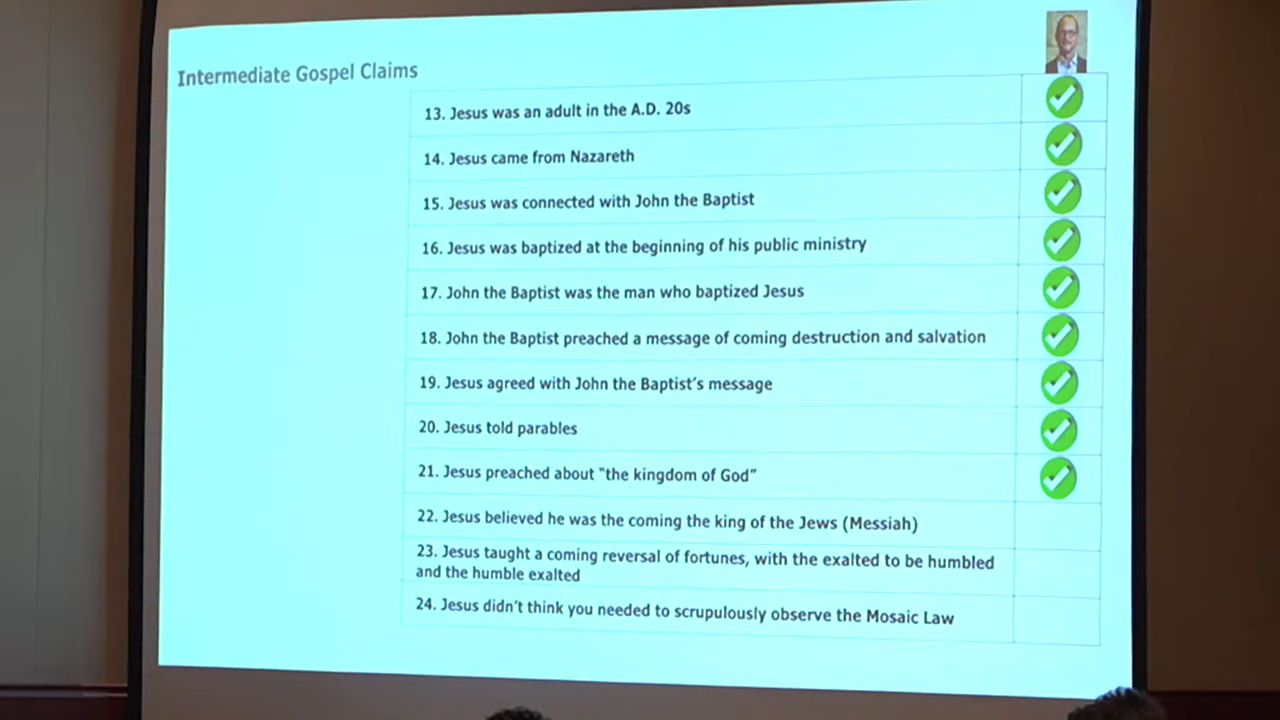 Intermediate Gospel Claims
13. Jesus was an adult in the A.D. 20s
14. Jesus came from Nazareth
15. Jesus was connected with John the Baptist
16. Jesus was baptized at the beginning of his public ministry
17. John the Baptist was the man who baptized Jesus
18. John the Baptist preached a message of coming destruction and salvation
19. Jesus agreed with John the Baptist's message
20. Jesus told parables
21. Jesus preached about "the kingdom of God"
22. Jesus believed he was the coming the king of the Jews (Messiah)
23. Jesus taught a coming reversal of fortunes, with the exalted to be humbled
and the humble exalted
24. Jesus didn't think you needed to scrupulously observe the Mosaic Law